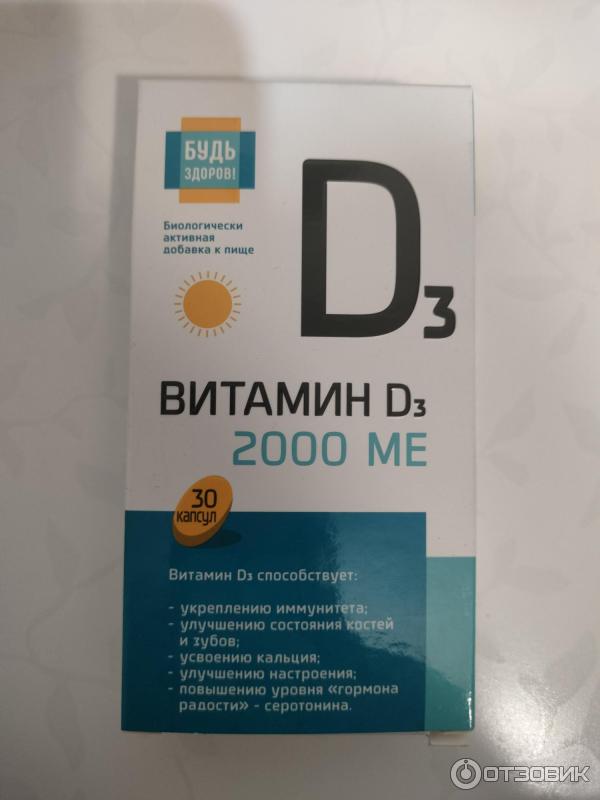 БУДЬ
ЗДОРОВ!
Биологически
активная
добавка к пище
D3
ВИТАМИН D3
2000 МЕ
30
капсул
Витамин D3 способствует:
- укреплению иммунитета;
- улучшению состояния костей
и зубов;
- усвоению кальция;
- улучшению настроения;
- повышению уровня «гормона
радости» - серотонина.
ОТЗОВИК